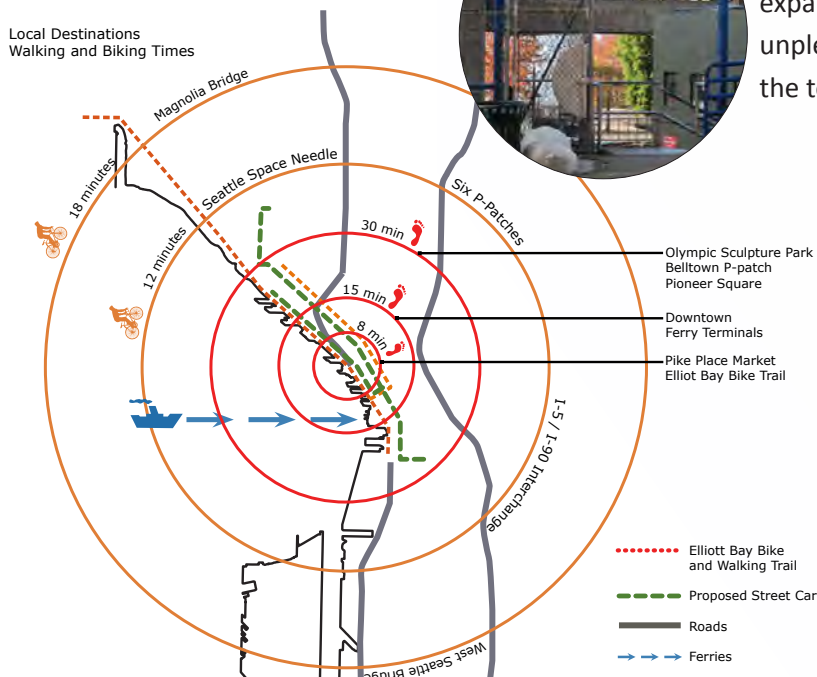 Local Destinations
Walking and Biking Times
expa
unple
the te
Magnolia Bridge
Seattle Space Needle
Six P-Patches
18 minutes
12 minutes
30 min
15 min
8 min
Olympic Sculpture Park
Belltown P-patch
Pioneer Square
Downtown
Ferry Terminals
Pike Place Market
Elliot Bay Bike Trail
I-5 / I-90 Interchange
West Seattle Bridge
Elliott Bay Bike
and Walking Trail
Proposed Street Car
Roads
Ferries